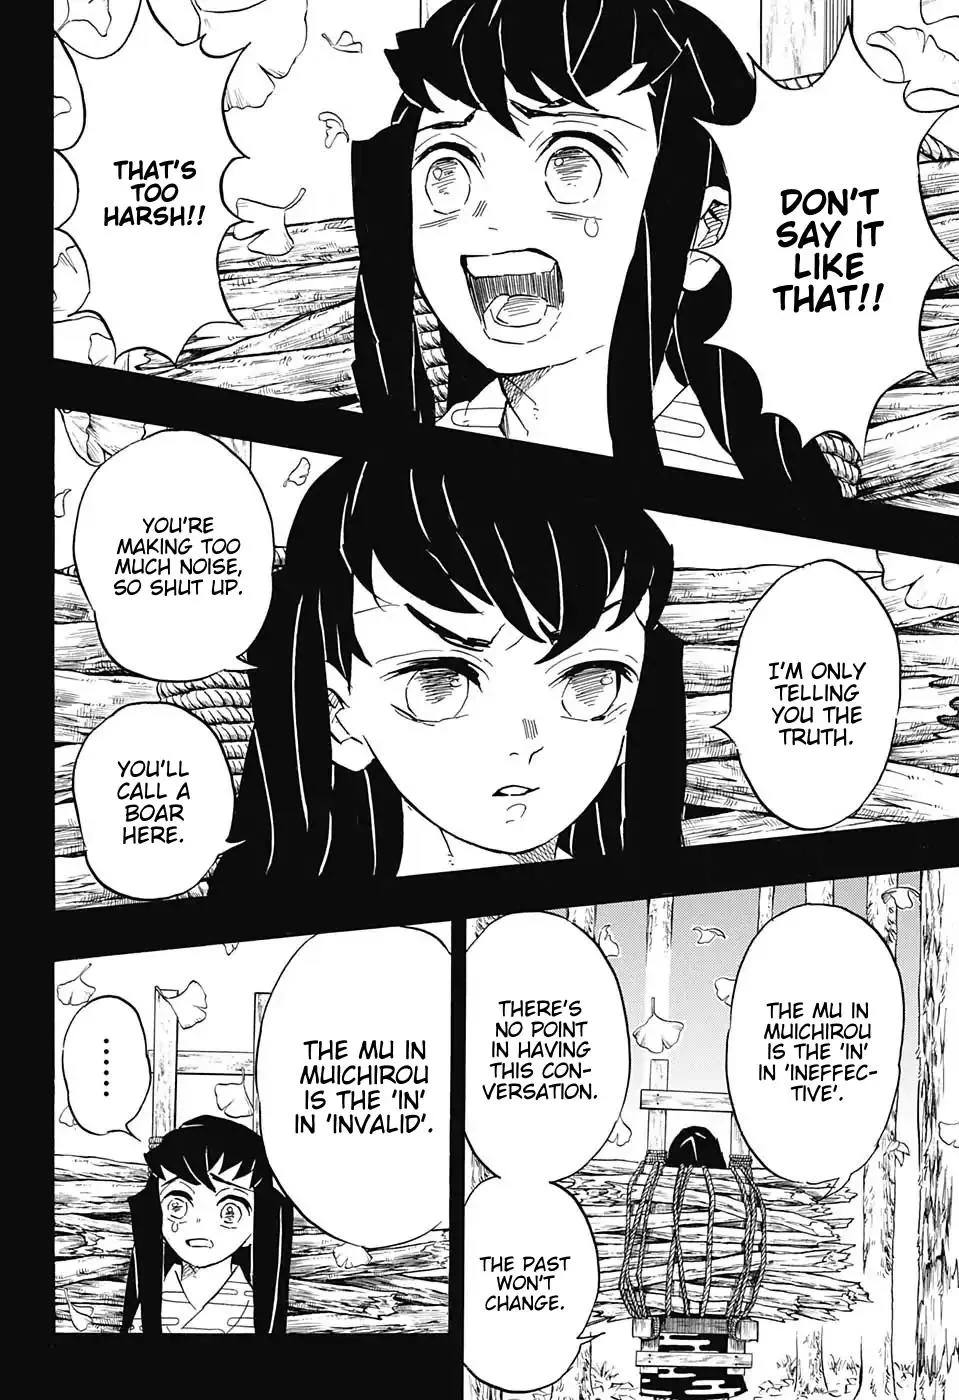 DON'T
SAY IT
LIKE
THAT!!
THAT'S
TOO
HARSH!!
I'M ONLY
TELLING
YOU THE
TRUTH.
YOU'RE
MAKING TOO
MUCH NOISE,
SO SHUT UP.
YOU'LL
CALL A
BOAR
HERE.
THE MU IN
MUICHIROU
IS THE 'IN'
IN 'INEFFEC-
TIVE'.
THERE'S
NO POINT
IN HAVING
THIS CON-
VERSATION.
THE PAST
WON'T
CHANGE.
THE MU IN
MUICHIROU
IS THE 'IN'
IN 'INVALID'.
......